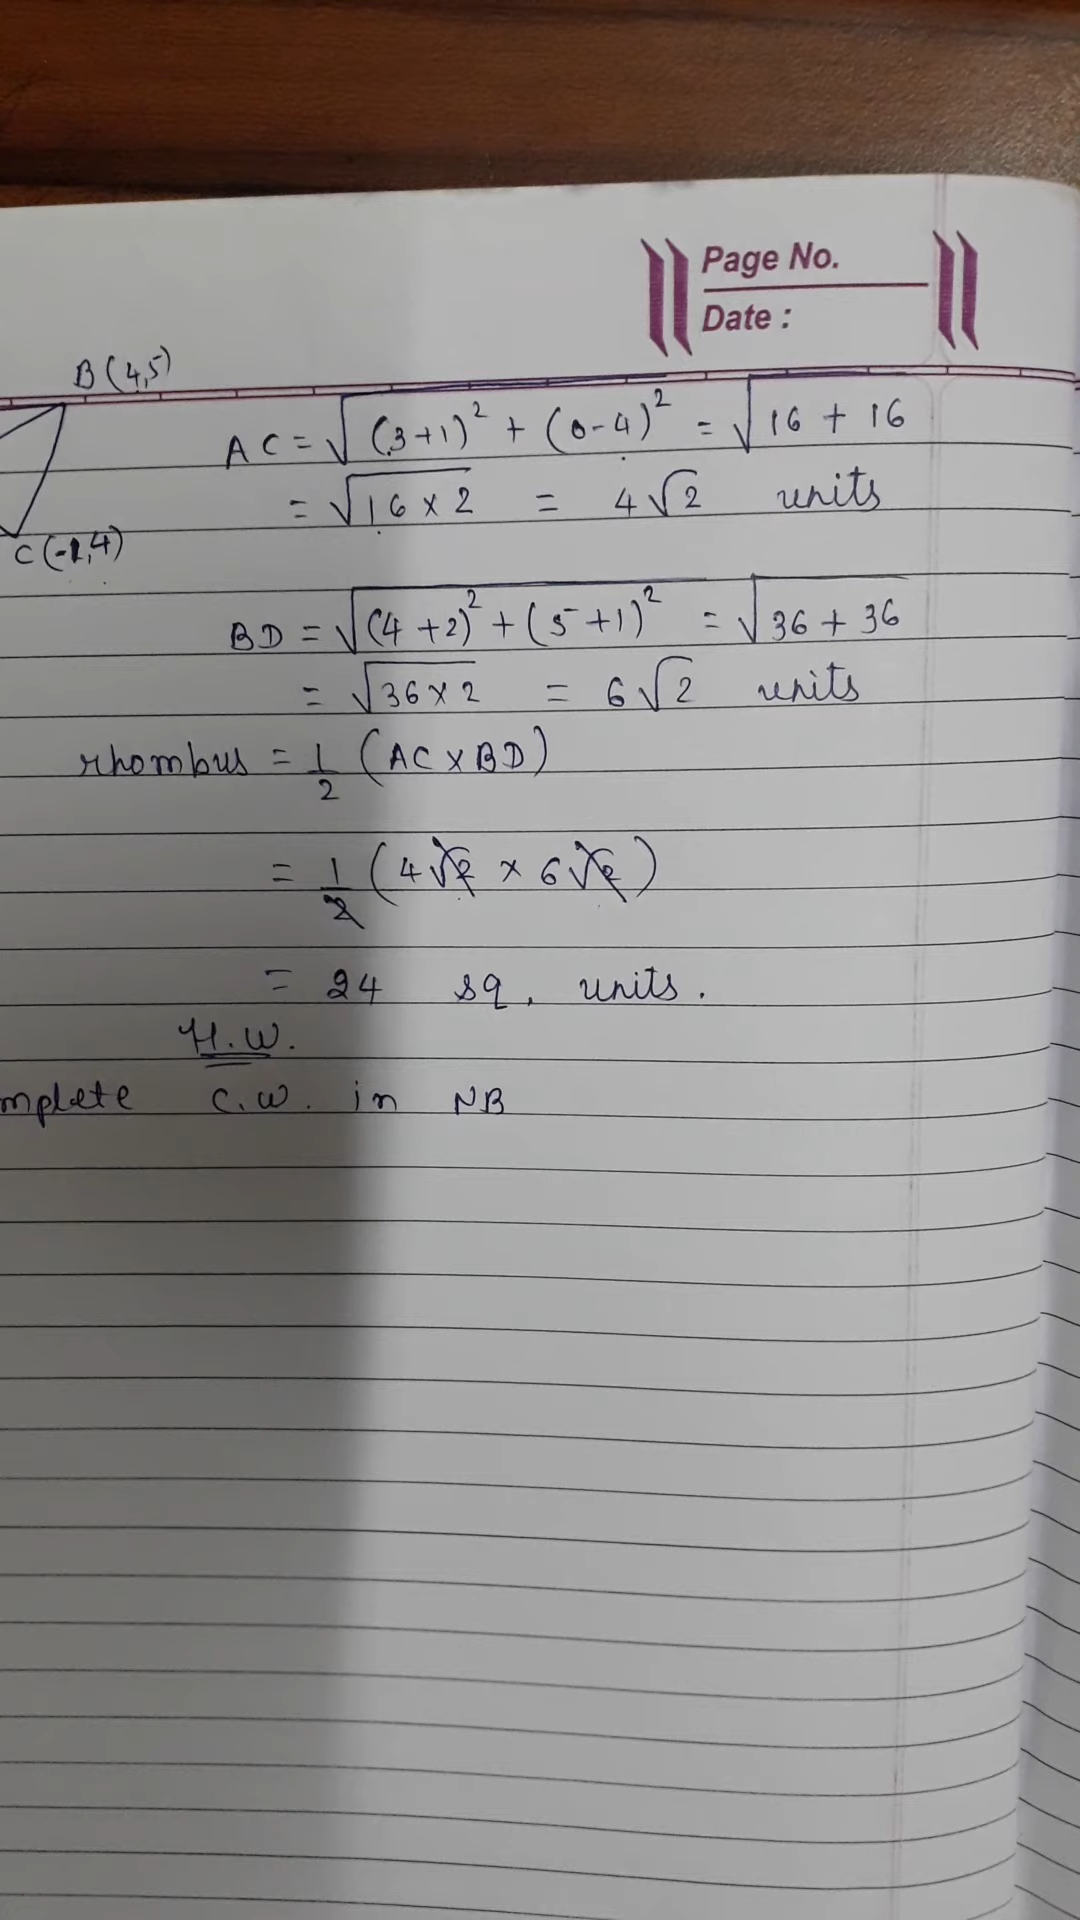 Page No.
Date :
B(4,5)
AC = √(3+1)² + (0-4)² = √16 + 16
= √16 × 2 = 4√2 units
C(-1,4)
BD = √(4+2)² + (5+1)² = √36 + 36
= √36 × 2 = 6√2 units
rhombus = 1/2 (AC × BD)
= 1/2 (4√2 × 6√2)
= 24 sq. units.
H.W.
mplete C.W. in NB